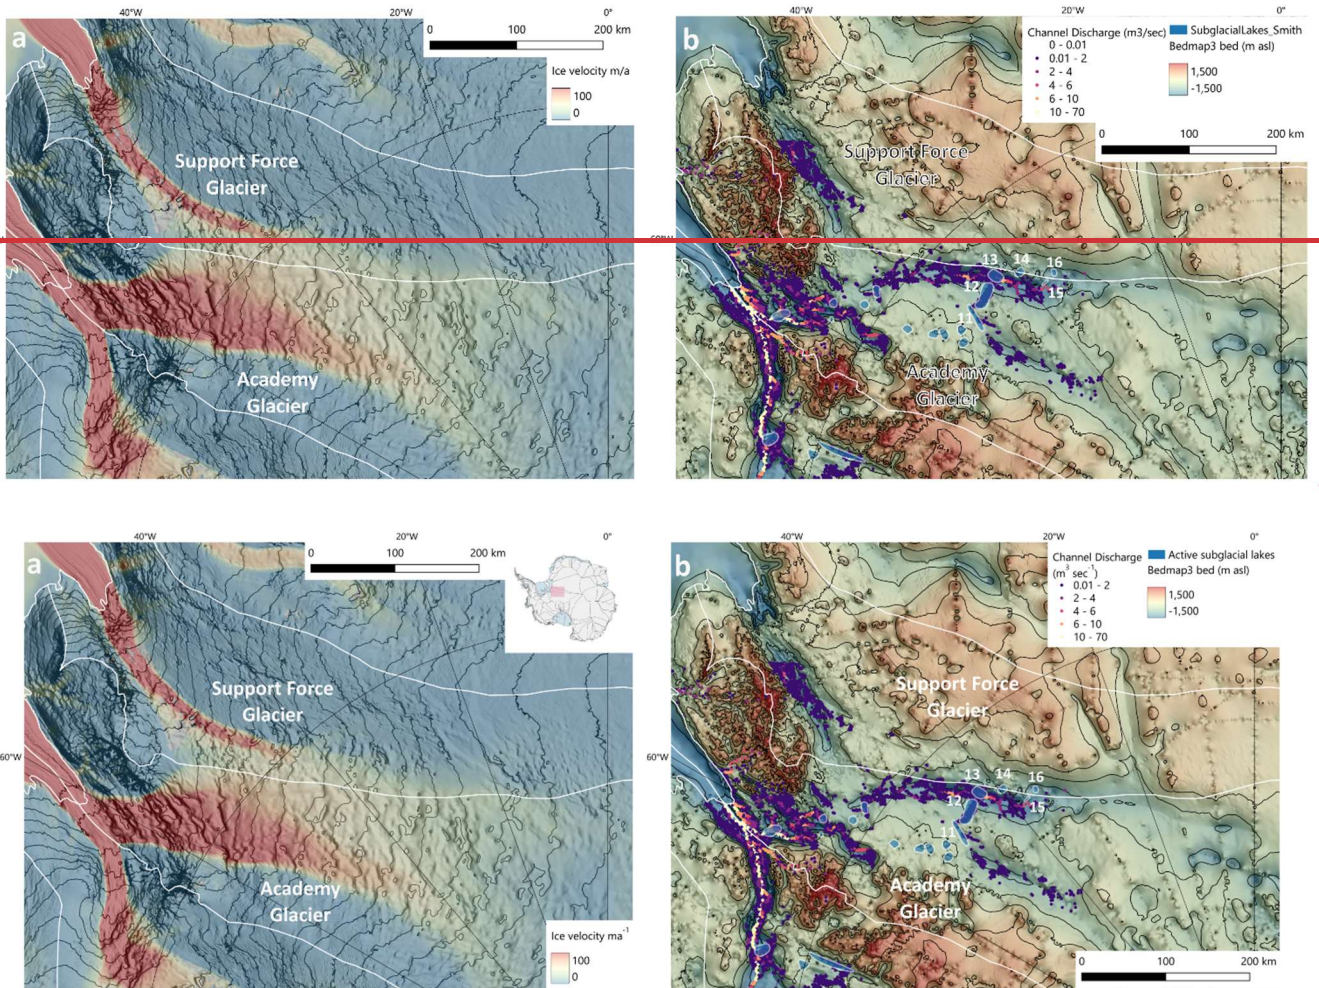 40°W
20°W
0°
a
0
100
200 km
Ice velocity m/a
100
0
Support Force
Glacier
Academy
Glacier
40°W
20°W
0°
b
Channel Discharge (m3/sec)
0 - 0.01
0.01 - 2
2 - 4
4 - 6
6 - 10
10 - 70
SubglacialLakes_Smith
Bedmap3 bed (m asl)
1,500
-1,500
0
100
200 km
Support Force
Glacier
13
14
16
12
15
11
Academy
Glacier
40°W
20°W
0°
a
0
100
200 km
Support Force
Glacier
60°W
Academy
Glacier
Ice velocity ma⁻¹
100
0
40°W
20°W
0°
b
Channel Discharge
(m³ sec⁻¹)
0.01 - 2
2 - 4
4 - 6
6 - 10
10 - 70
Active subglacial lakes
Bedmap3 bed (m asl)
1,500
-1,500
Support Force
Glacier
60°W
13
14
16
12
15
11
Academy
Glacier
0
100
200 km